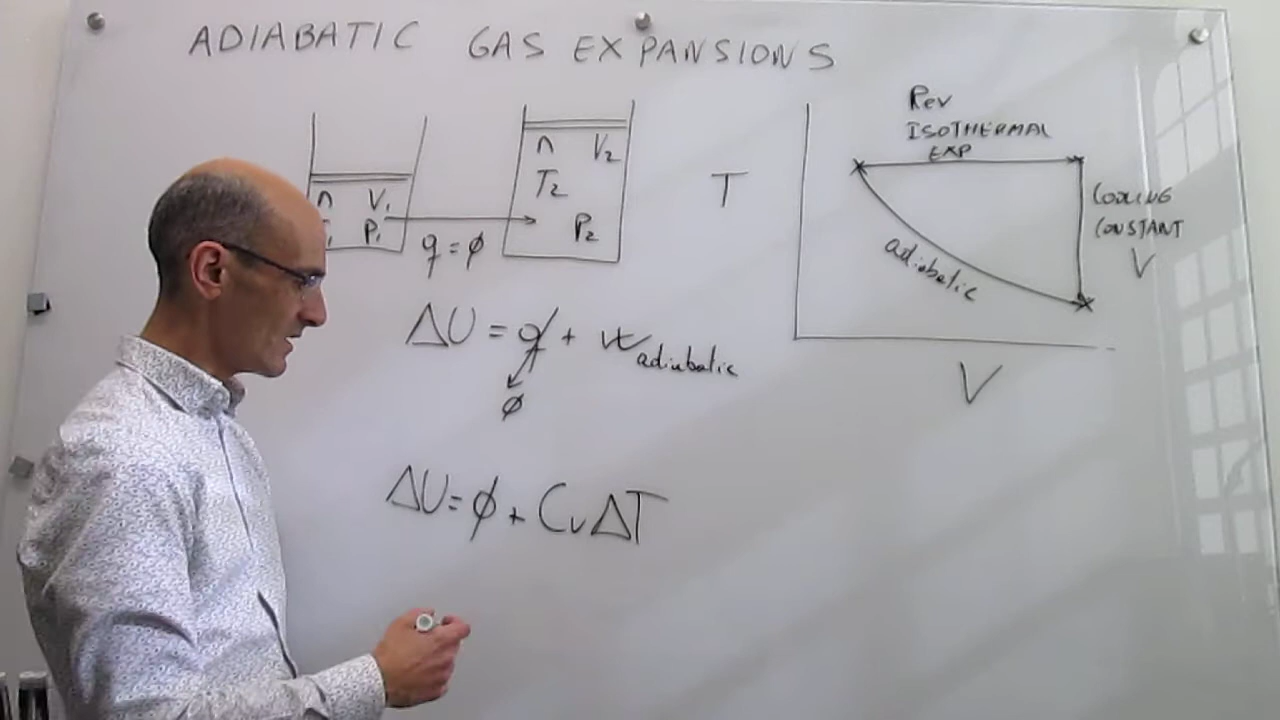 ADIABATIC GAS EXPANSIONS
n V₁
P₁
q = ϕ
n V₂
T₂
P₂
ΔU = q + w adiabatic
ϕ
ΔU = ϕ + CvΔT
T
Rev
ISOTHERMAL
EXP
adiabatic
COOLING
CONSTANT
V
V